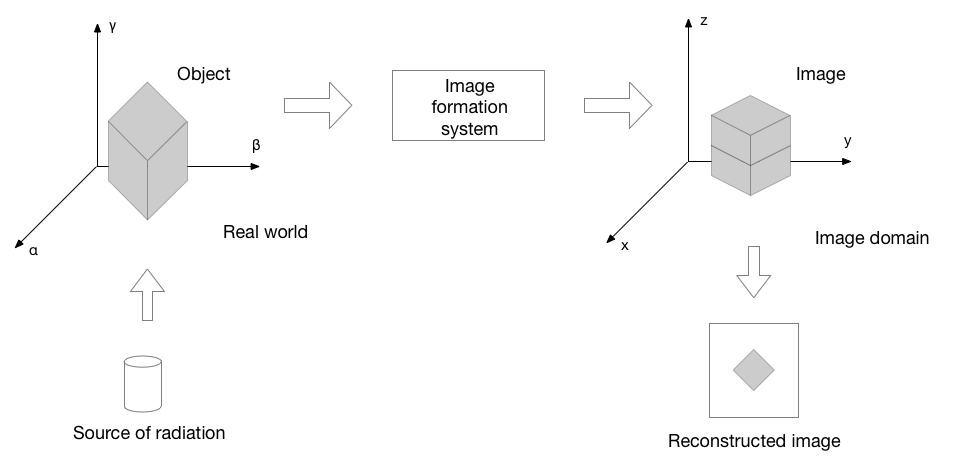 γ
z
Object
Image
Image
formation
system
β
y
α
Real world
x
Image domain
Source of radiation
Reconstructed image